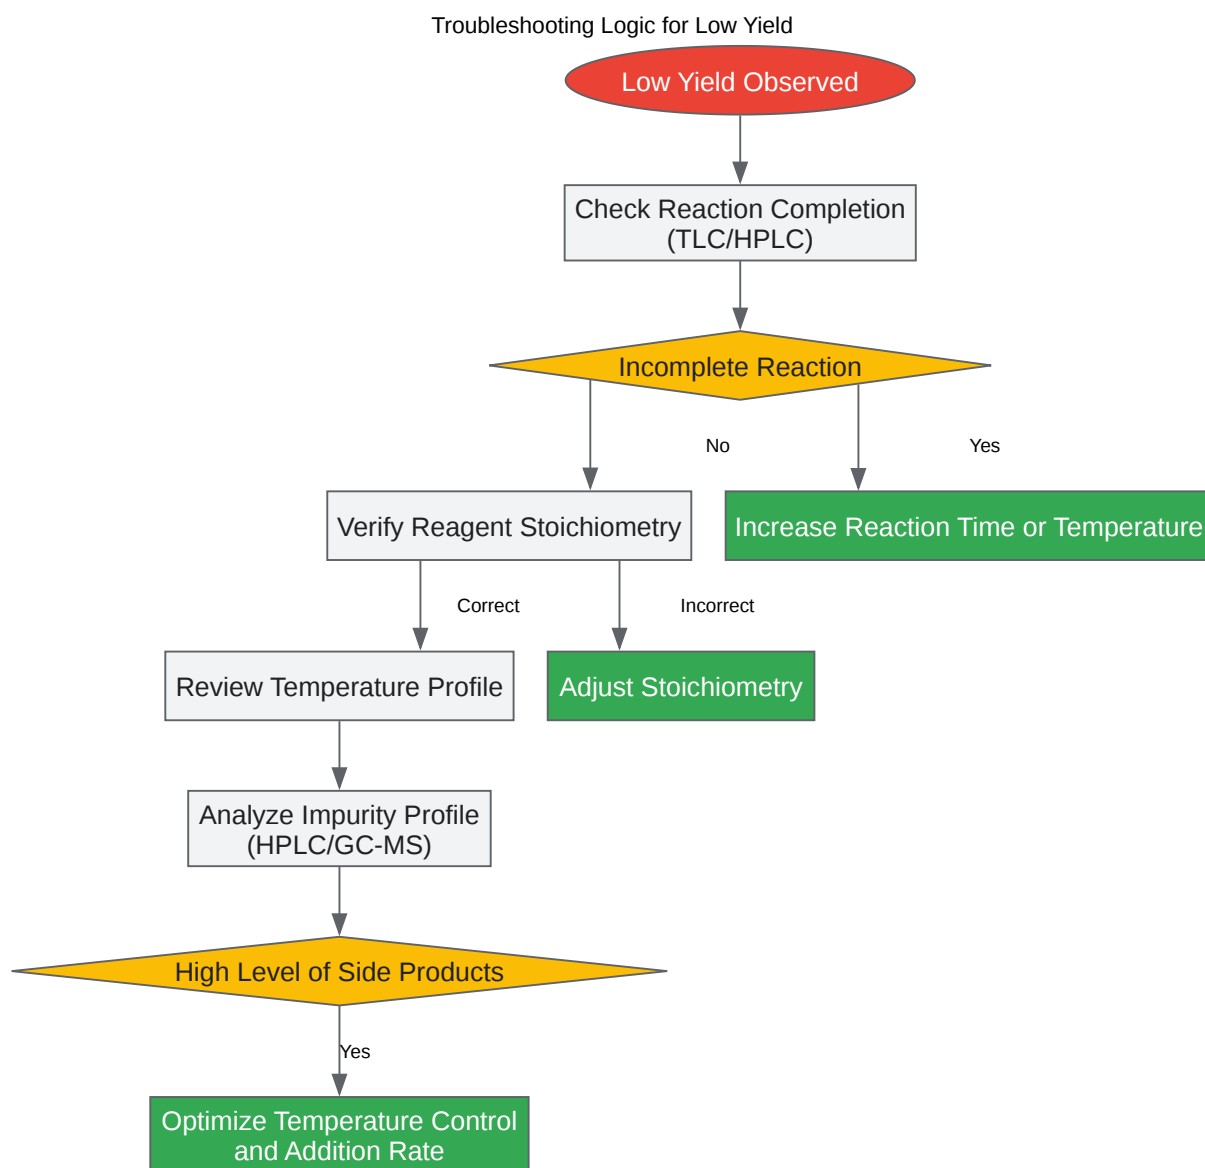 Troubleshooting Logic for Low Yield
Low Yield Observed
Check Reaction Completion
(TLC/HPLC)
Incomplete Reaction
No
Yes
Verify Reagent Stoichiometry
Increase Reaction Time or Temperature
Correct
Incorrect
Review Temperature Profile
Adjust Stoichiometry
Analyze Impurity Profile
(HPLC/GC-MS)
High Level of Side Products
Yes
Optimize Temperature Control
and Addition Rate